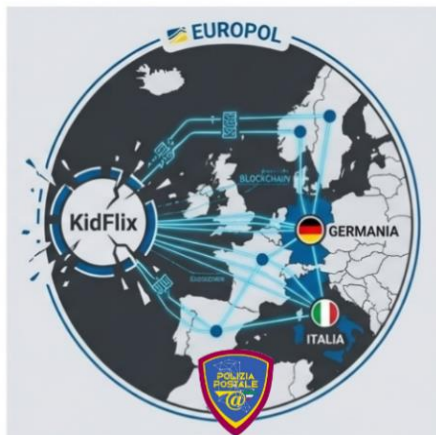 EUROPOL
BLOCKCHAIN
KidFlix
GERMANIA
ITALIA
POLIZIA
POSTALE
@